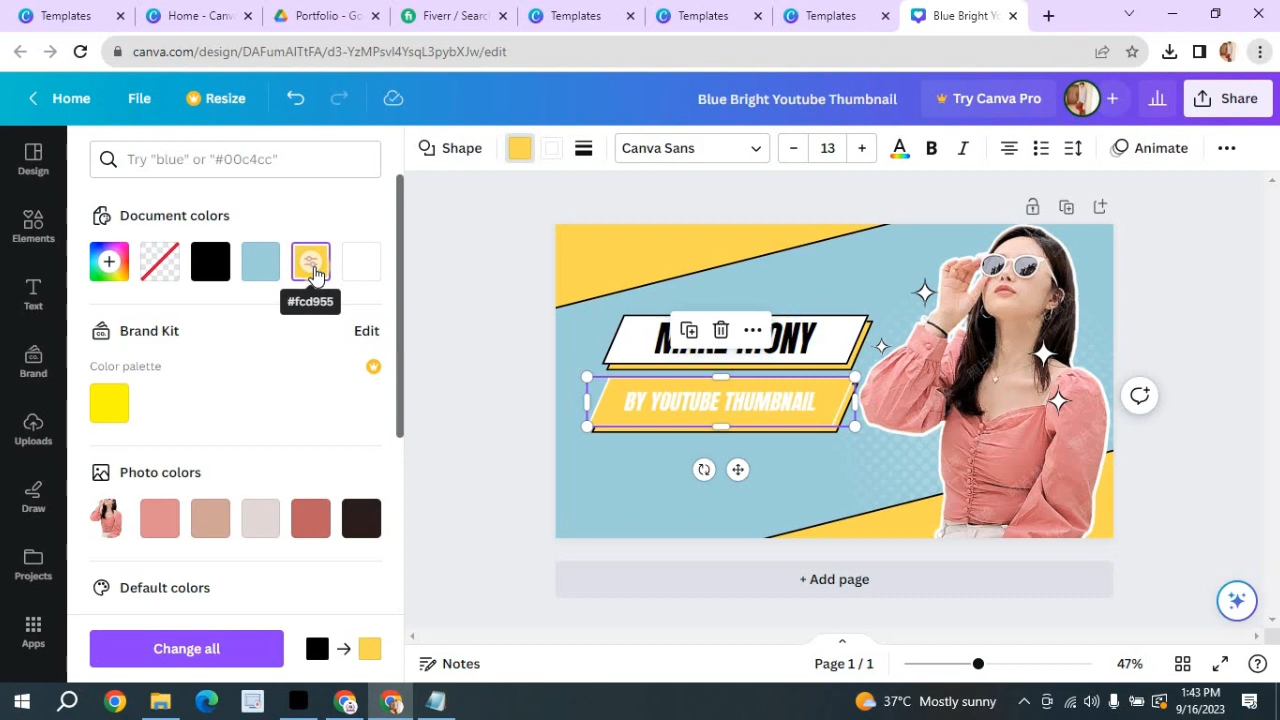 Templates
Home - Canva
Portfolio - Go
Fiverr / Searc
Templates
Templates
Templates
Blue Bright Yo
canva.com/design/DAFumAITtFA/d3-YzMPsvl4YsqL3pybXJw/edit
Home
File
Resize
Blue Bright Youtube Thumbnail
Try Canva Pro
Share
Design
Elements
Text
Brand
Uploads
Draw
Projects
Apps
Try "blue" or "#00c4cc"
Document colors
#fcd955
Brand Kit
Edit
Color palette
Photo colors
Default colors
Change all
Shape
Canva Sans
13
A
B
I
Animate
BY YOUTUBE THUMBNAIL
+ Add page
Notes
Page 1 / 1
47%
37°C Mostly sunny
1:43 PM
9/16/2023